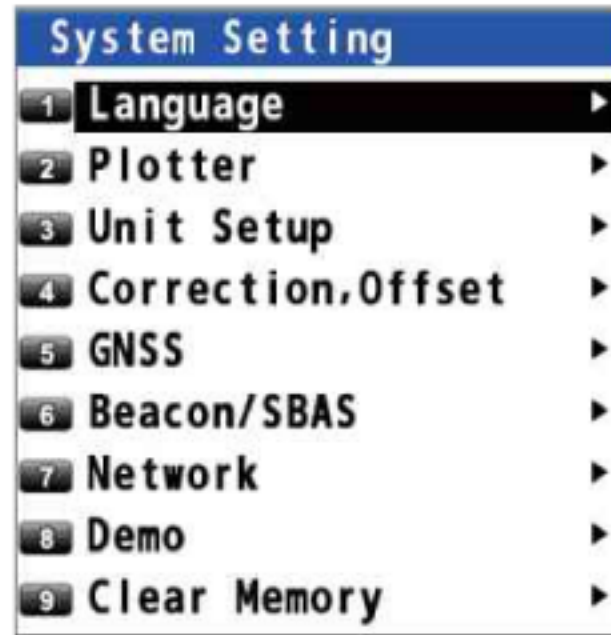 System Setting
1 Language
2 Plotter
3 Unit Setup
4 Correction,Offset
5 GNSS
6 Beacon/SBAS
7 Network
8 Demo
9 Clear Memory